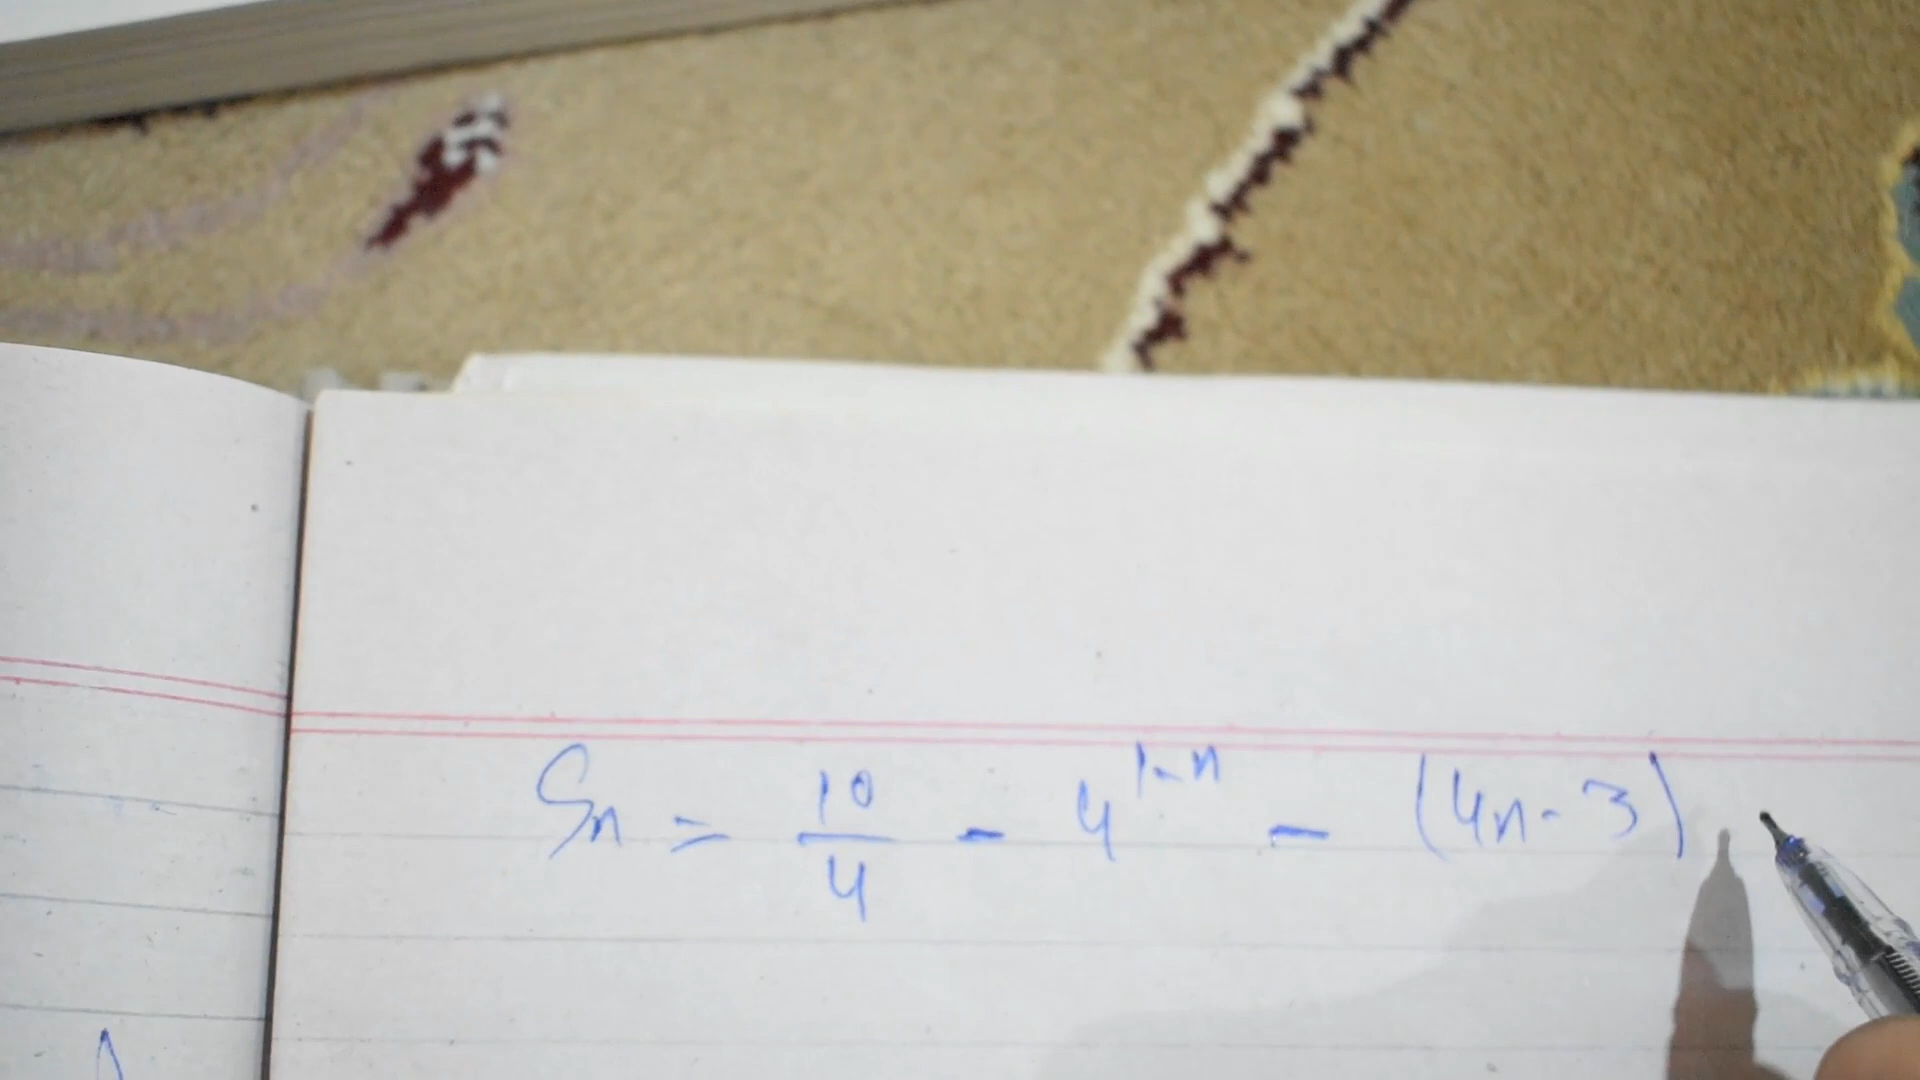 Sn = 10/4 - 4^(1-n) - (4n-3)